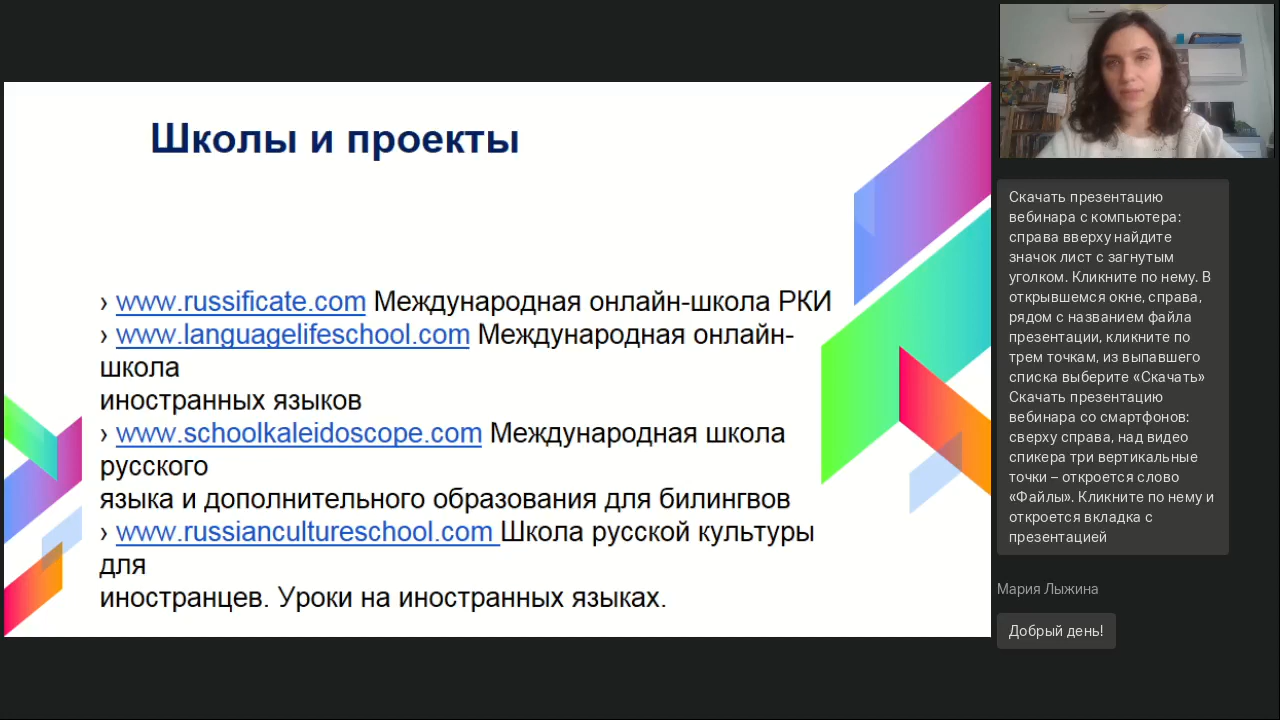 Школы и проекты
› www.russificate.com Международная онлайн-школа РКИ
› www.languagelifeschool.com Международная онлайн-
школа
иностранных языков
› www.schoolkaleidoscope.com Международная школа
русского
языка и дополнительного образования для билингвов
› www.russiancultureschool.com Школа русской культуры
для
иностранцев. Уроки на иностранных языках.
Скачать презентацию
вебинара с компьютера:
справа вверху найдите
значок лист с загнутым
уголком. Кликните по нему. В
открывшемся окне, справа,
рядом с названием файла
презентации, кликните по
трем точкам, из выпавшего
списка выберите «Скачать»
Скачать презентацию
вебинара со смартфонов:
сверху справа, над видео
спикера три вертикальные
точки – откроется слово
«Файлы». Кликните по нему и
откроется вкладка с
презентацией
Мария Лыжина
Добрый день!